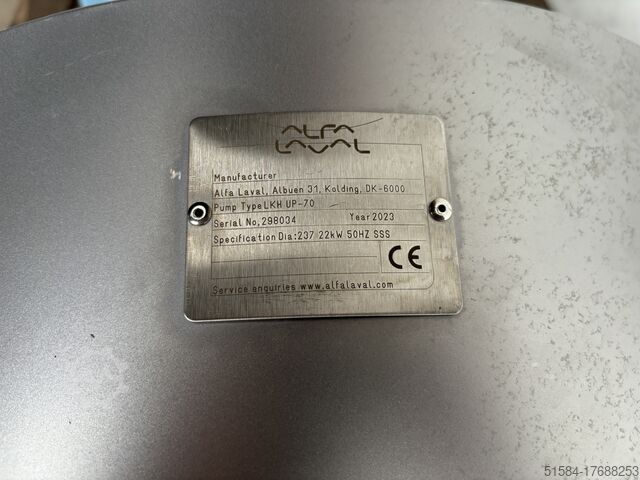 ALFA
LAVAL
Manufacturer
Alfa Laval, Albuen 31, Kolding, DK-6000
Pump Type LKH UP-70
Serial No, 298034 Year 2023
Specification Dia: 237 22kW 50HZ SSS
CE
Service enquiries www.alfalaval.com
51584-17688253